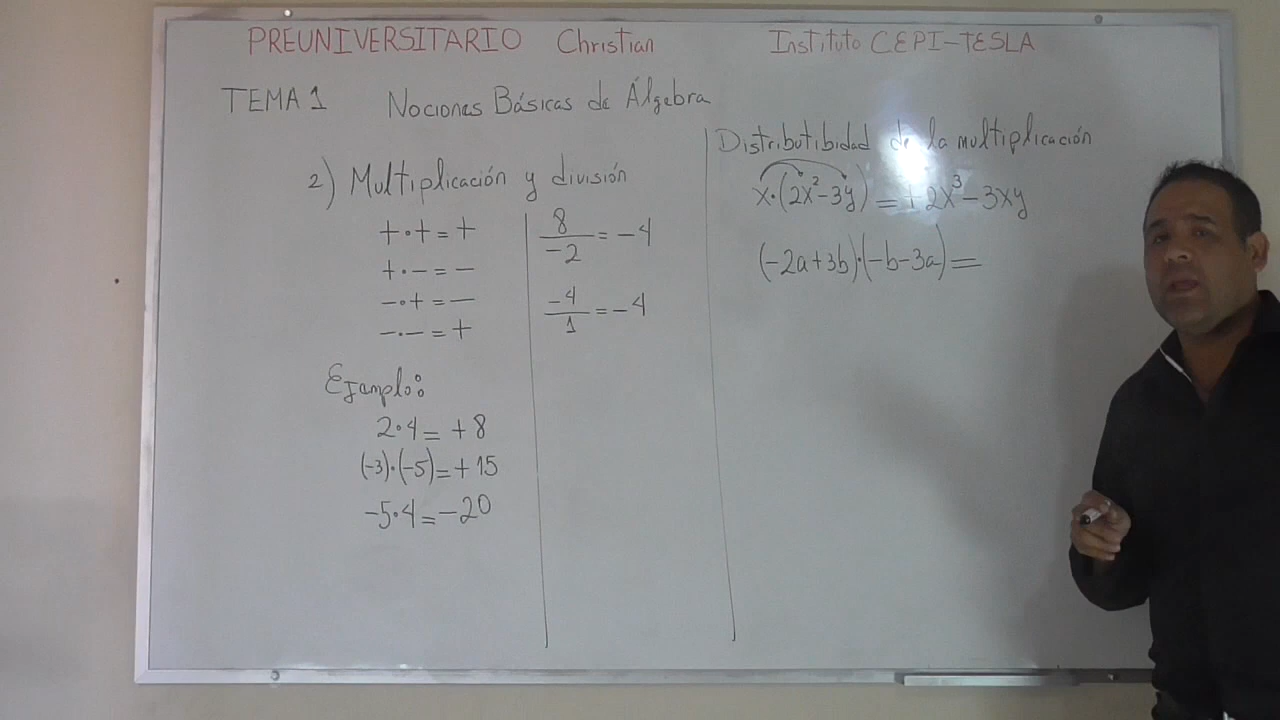 PREUNIVERSITARIO Christian Instituto CEPI-TESLA
TEMA 1 Nociones Básicas de Álgebra
2) Multiplicación y división
+·+=+
+·-=-
-·+=-
-·-=+
Ejemplo:
2·4=+8
(-3)·(-5)=+15
-5·4=-20
8/-2=-4
-4/1=-4
Distributibidad de la multiplicación
x·(2x²-3y)=+2x³-3xy
(-2a+3b)·(-b-3a)=